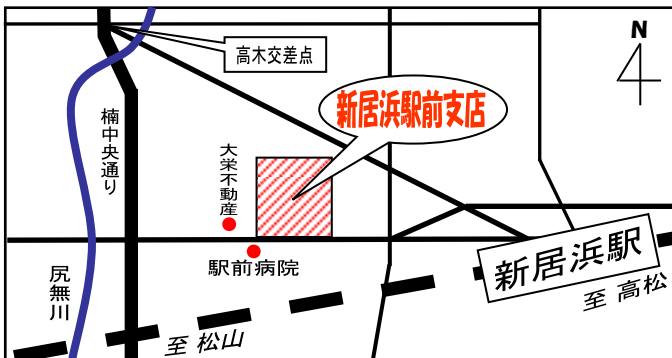 N
高木交差点
新居浜駅前支店
楠中央通り
大栄不動産
駅前病院
新居浜駅
尻無川
至 高松
至 松山